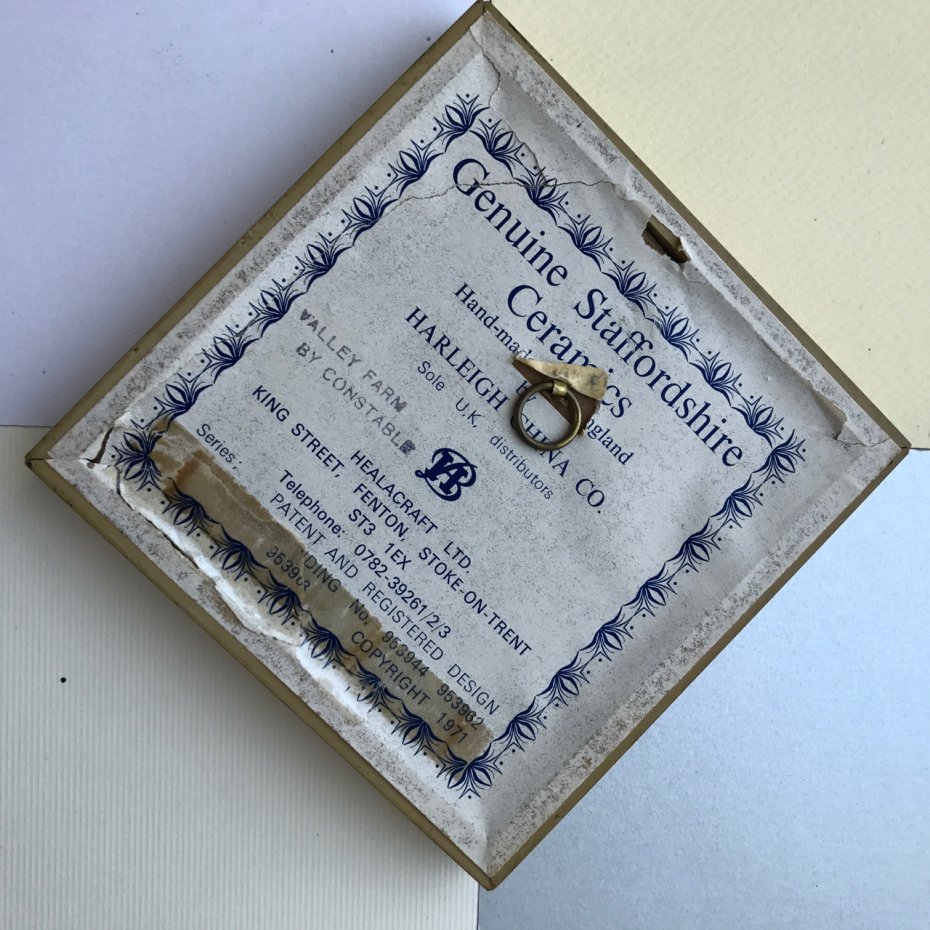 Genuine Staffordshire
Ceramics
Hand-made England
HARLEIGH CHINA CO.
Sole U.K. distributors
VALLEY FARM
BY CONSTABLE
HEALACRAFT LTD.
KING STREET, FENTON, STOKE-ON-TRENT
ST3 1EX
Telephone: 0782-39261/2/3
PATENT AND REGISTERED DESIGN
Series: No. 953944 953962
COPYRIGHT 1971